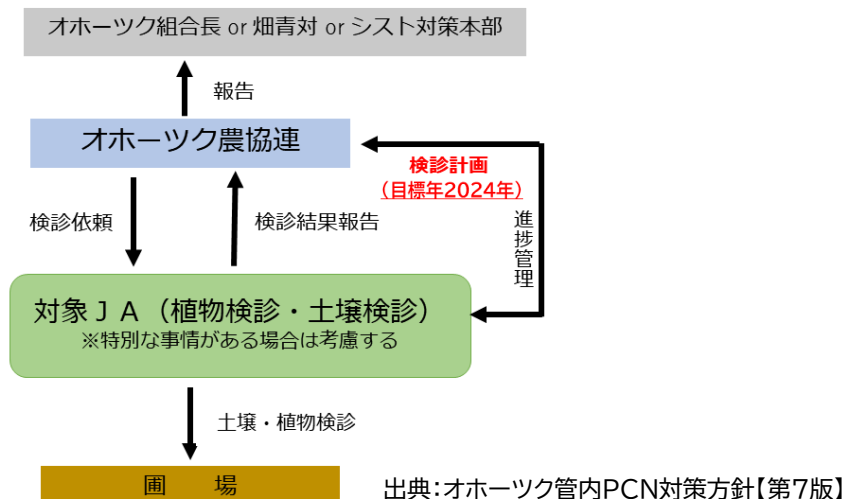 オホーツク組合長 or 畑青対 or シスト対策本部
報告
オホーツク農協連
検診計画
(目標年2024年)
検診依頼
検診結果報告
進捗管理
対象ＪＡ（植物検診・土壌検診）
※特別な事情がある場合は考慮する
土壌・植物検診
圃　場
出典：オホーツク管内PCN対策方針【第7版】